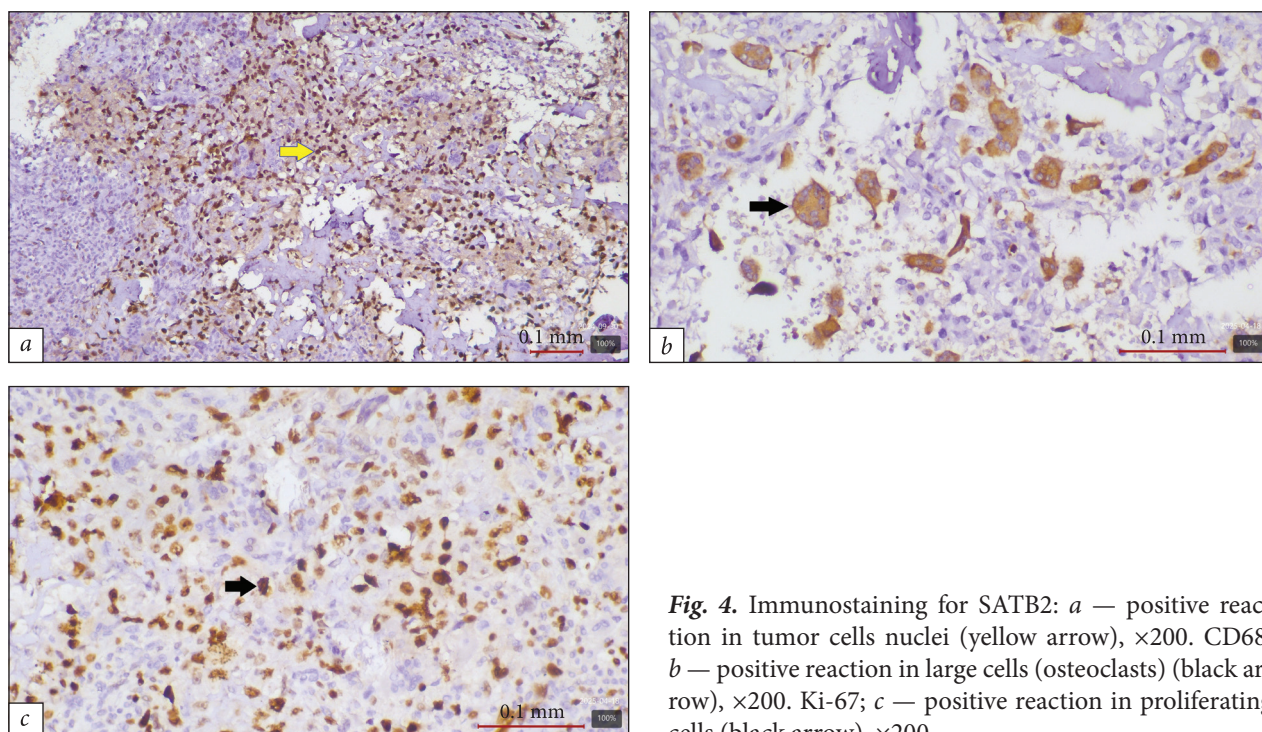 a
0.1 mm
100%
b
0.1 mm
100%
c
0.1 mm
100%
Fig. 4. Immunostaining for SATB2: a — positive reac-
tion in tumor cells nuclei (yellow arrow), ×200. CD68
b — positive reaction in large cells (osteoclasts) (black ar-
row), ×200. Ki-67; c — positive reaction in proliferating
cells (black arrow), ×200